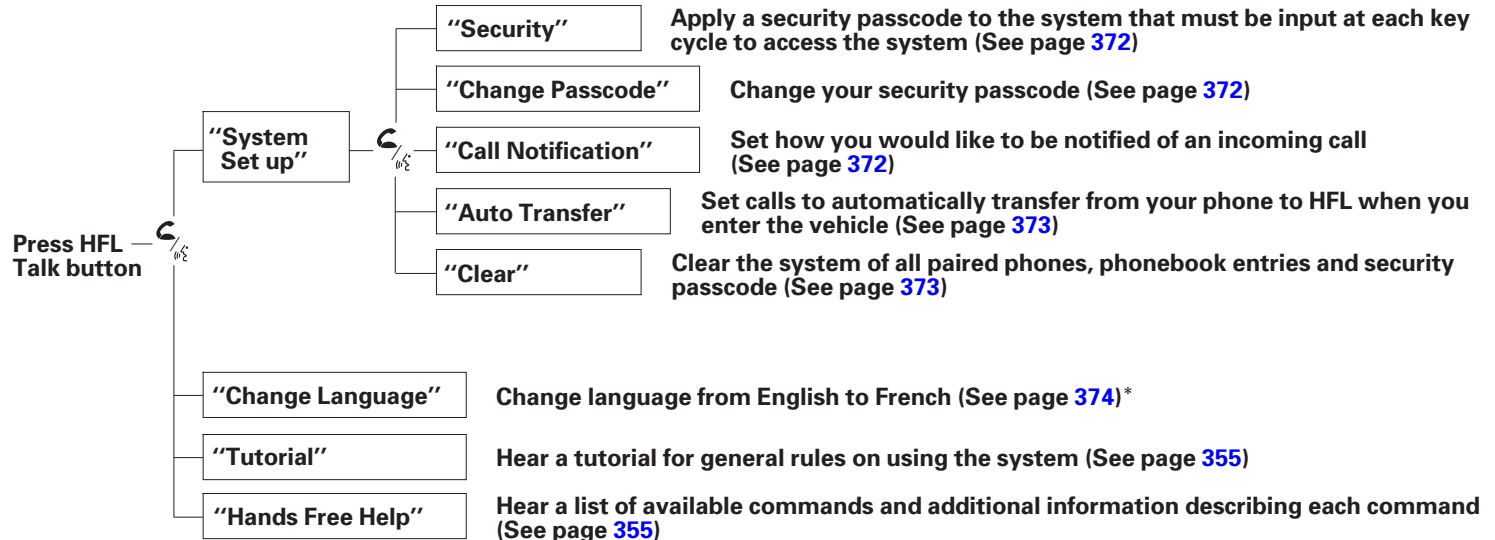 "Security"
Apply a security passcode to the system that must be input at each key
cycle to access the system (See page 372)
"Change Passcode"
Change your security passcode (See page 372)
"System
Set up"
"Call Notification"
Set how you would like to be notified of an incoming call
(See page 372)
"Auto Transfer"
Set calls to automatically transfer from your phone to HFL when you
enter the vehicle (See page 373)
Press HFL
Talk button
"Clear"
Clear the system of all paired phones, phonebook entries and security
passcode (See page 373)
"Change Language"
Change language from English to French (See page 374)*
"Tutorial"
Hear a tutorial for general rules on using the system (See page 355)
"Hands Free Help"
Hear a list of available commands and additional information describing each command
(See page 355)